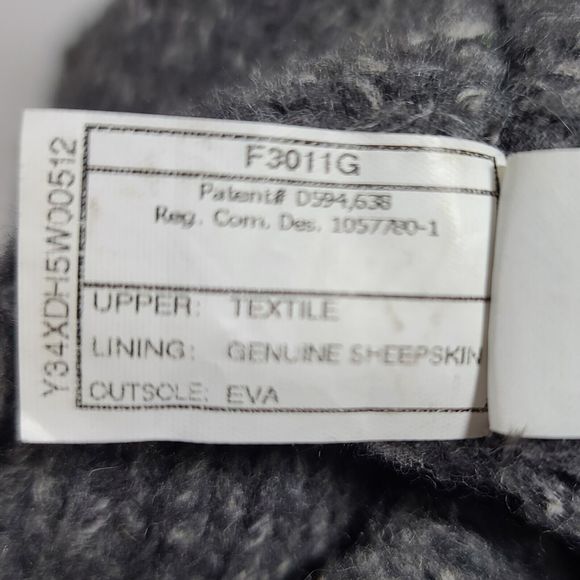 F3011G
Patent# D594,638
Reg. Com. Des. 1057780-1
UPPER: TEXTILE
LINING: GENUINE SHEEPSKIN
OUTSOLE: EVA
Y34XDH5W00512